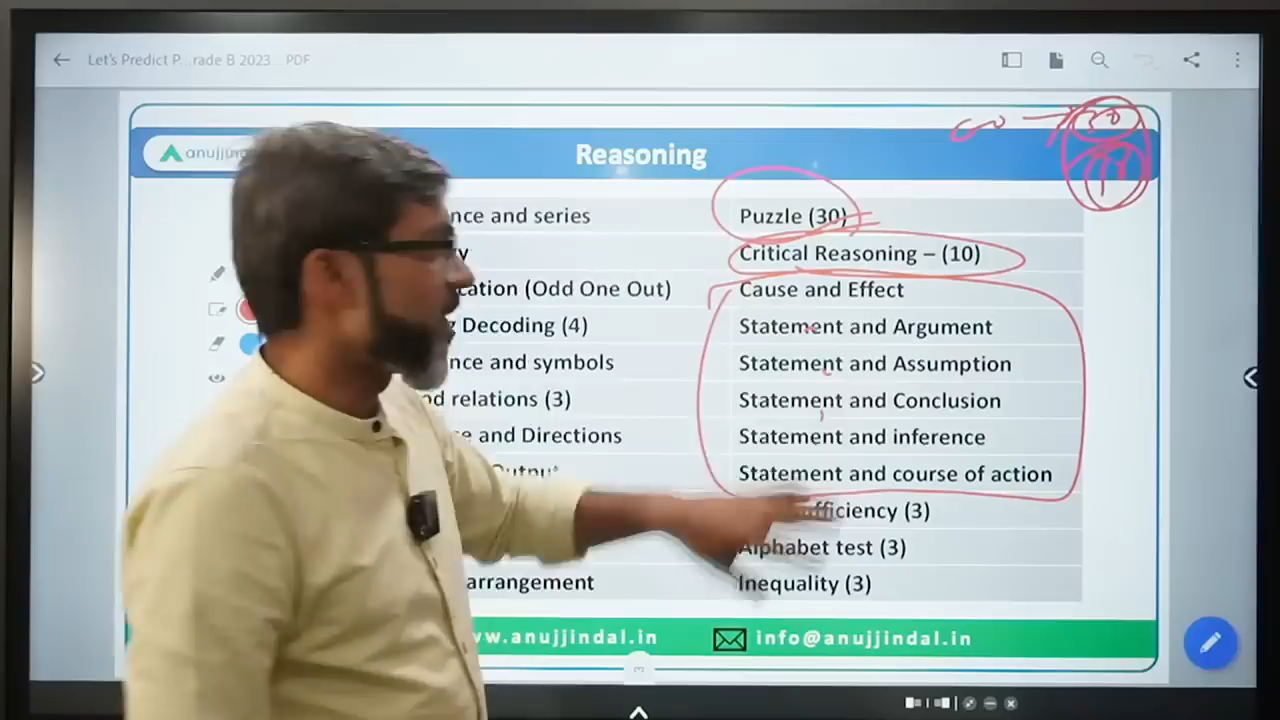 Let's Predict P...rade B 2023... PDF
Reasoning
nce and series
Puzzle (30)
Critical Reasoning – (10)
cation (Odd One Out)
Cause and Effect
Decoding (4)
Statement and Argument
nce and symbols
Statement and Assumption
od relations (3)
Statement and Conclusion
e and Directions
Statement and inference
Statement and course of action
fficiency (3)
Alphabet test (3)
arrangement
Inequality (3)
ww.anujjindal.in
info@anujjindal.in